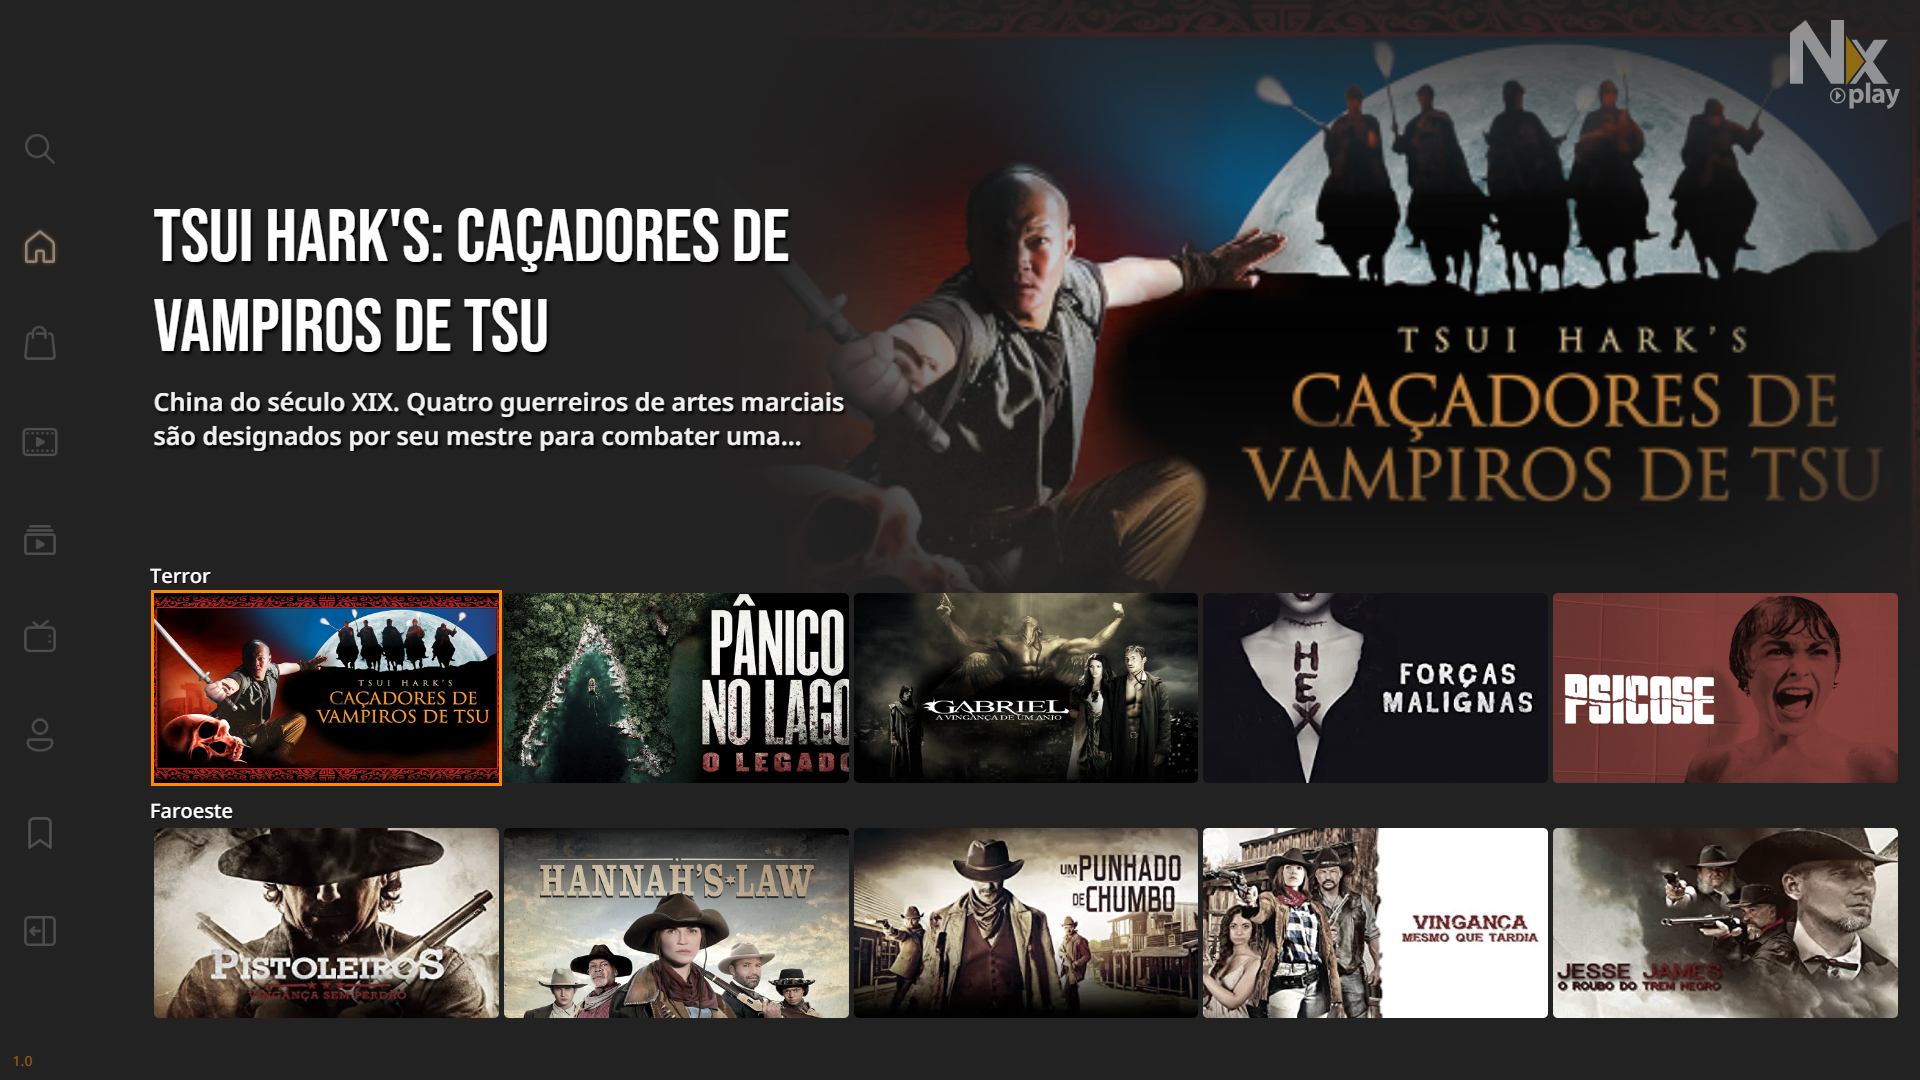 Nx
play
TSUI HARK'S: CAÇADORES DE
VAMPIROS DE TSU
China do século XIX. Quatro guerreiros de artes marciais
são designados por seu mestre para combater uma...
TSUI HARK'S
CAÇADORES DE
VAMPIROS DE TSU
Terror
TSUI HARK'S
CAÇADORES DE
VAMPIROS DE TSU
PÂNICO
NO LAGO
O LEGADO
GABRIEL
A VINGANÇA DE UM ANJO
HEX
FORÇAS
MALIGNAS
PSICOSE
Faroeste
PISTOLEIROS
VINGANÇA SEM PERDÃO
HANNAH'S LAW
UM PUNHADO
DE CHUMBO
VINGANÇA
MESMO QUE TARDIA
JESSE JAMES
O ROUBO DO TREM NEGRO
1.0